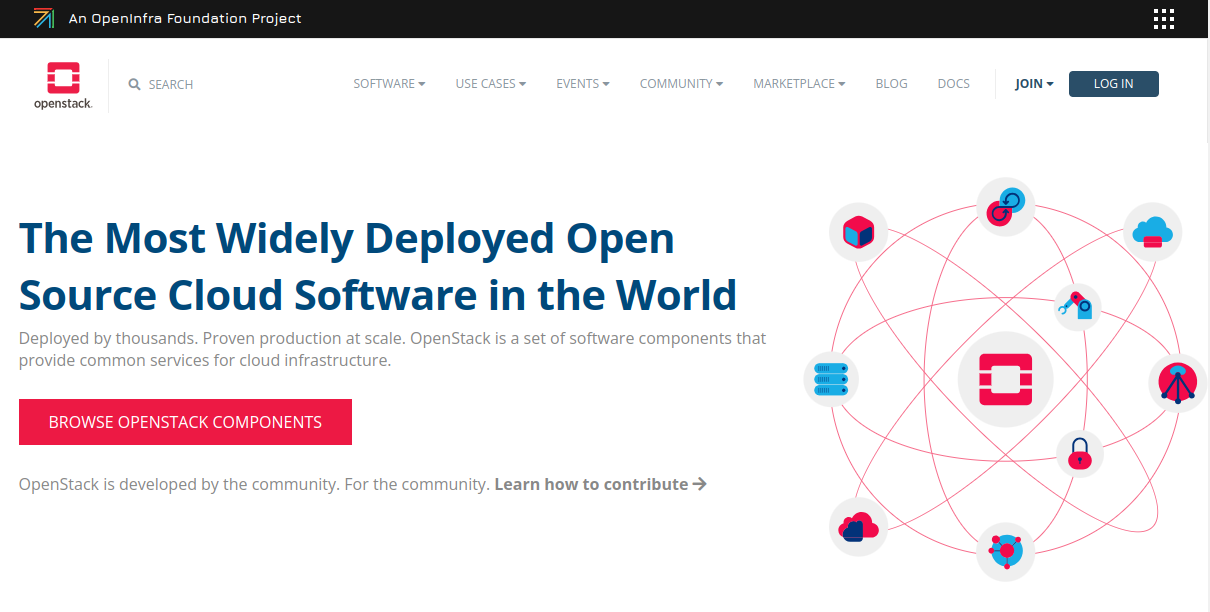 An OpenInfra Foundation Project
openstack.
SEARCH
SOFTWARE
USE CASES
EVENTS
COMMUNITY
MARKETPLACE
BLOG
DOCS
JOIN
LOG IN
The Most Widely Deployed Open
Source Cloud Software in the World
Deployed by thousands. Proven production at scale. OpenStack is a set of software components that
provide common services for cloud infrastructure.
BROWSE OPENSTACK COMPONENTS
OpenStack is developed by the community. For the community. Learn how to contribute